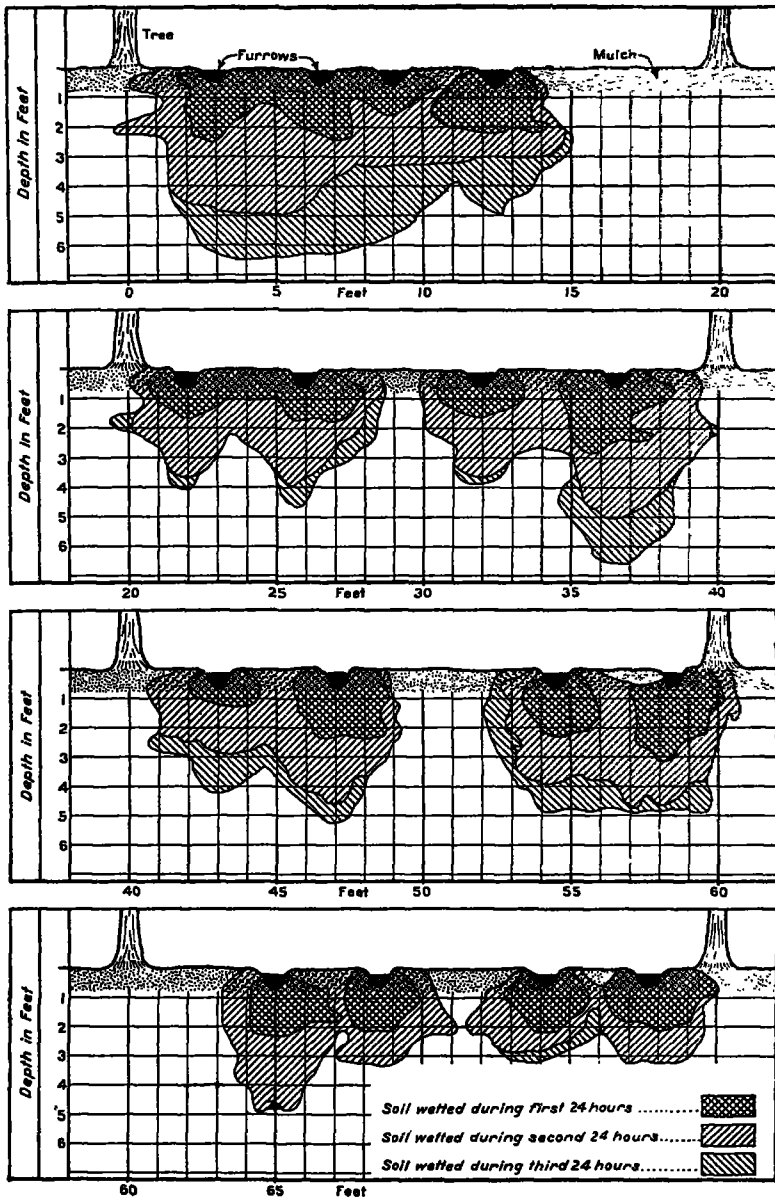 Tree
Furrows
Mulch
Depth in Feet
1
2
3
4
5
6
0 5 Feet 10 15 20
Depth in Feet
1
2
3
4
5
6
20 25 Feet 30 35 40
Depth in Feet
1
2
3
4
5
6
40 45 Feet 50 55 60
Depth in Feet
1
2
3
4
5
6
60 65 Feet
Soil wetted during first 24 hours
Soil wetted during second 24 hours
Soil wetted during third 24 hours